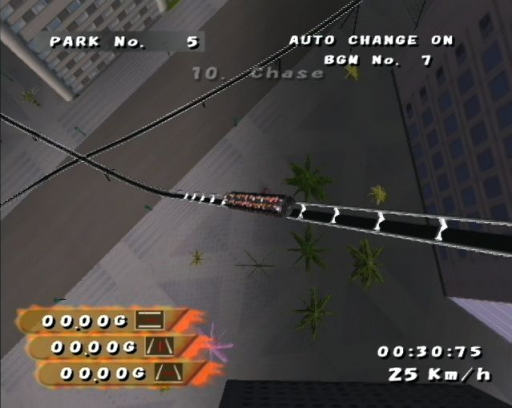 PARK No. 5
AUTO CHANGE ON
BGN No. 7
10. Chase
00.00G
00.00G
00.00G
00:30:75
25 Km/h